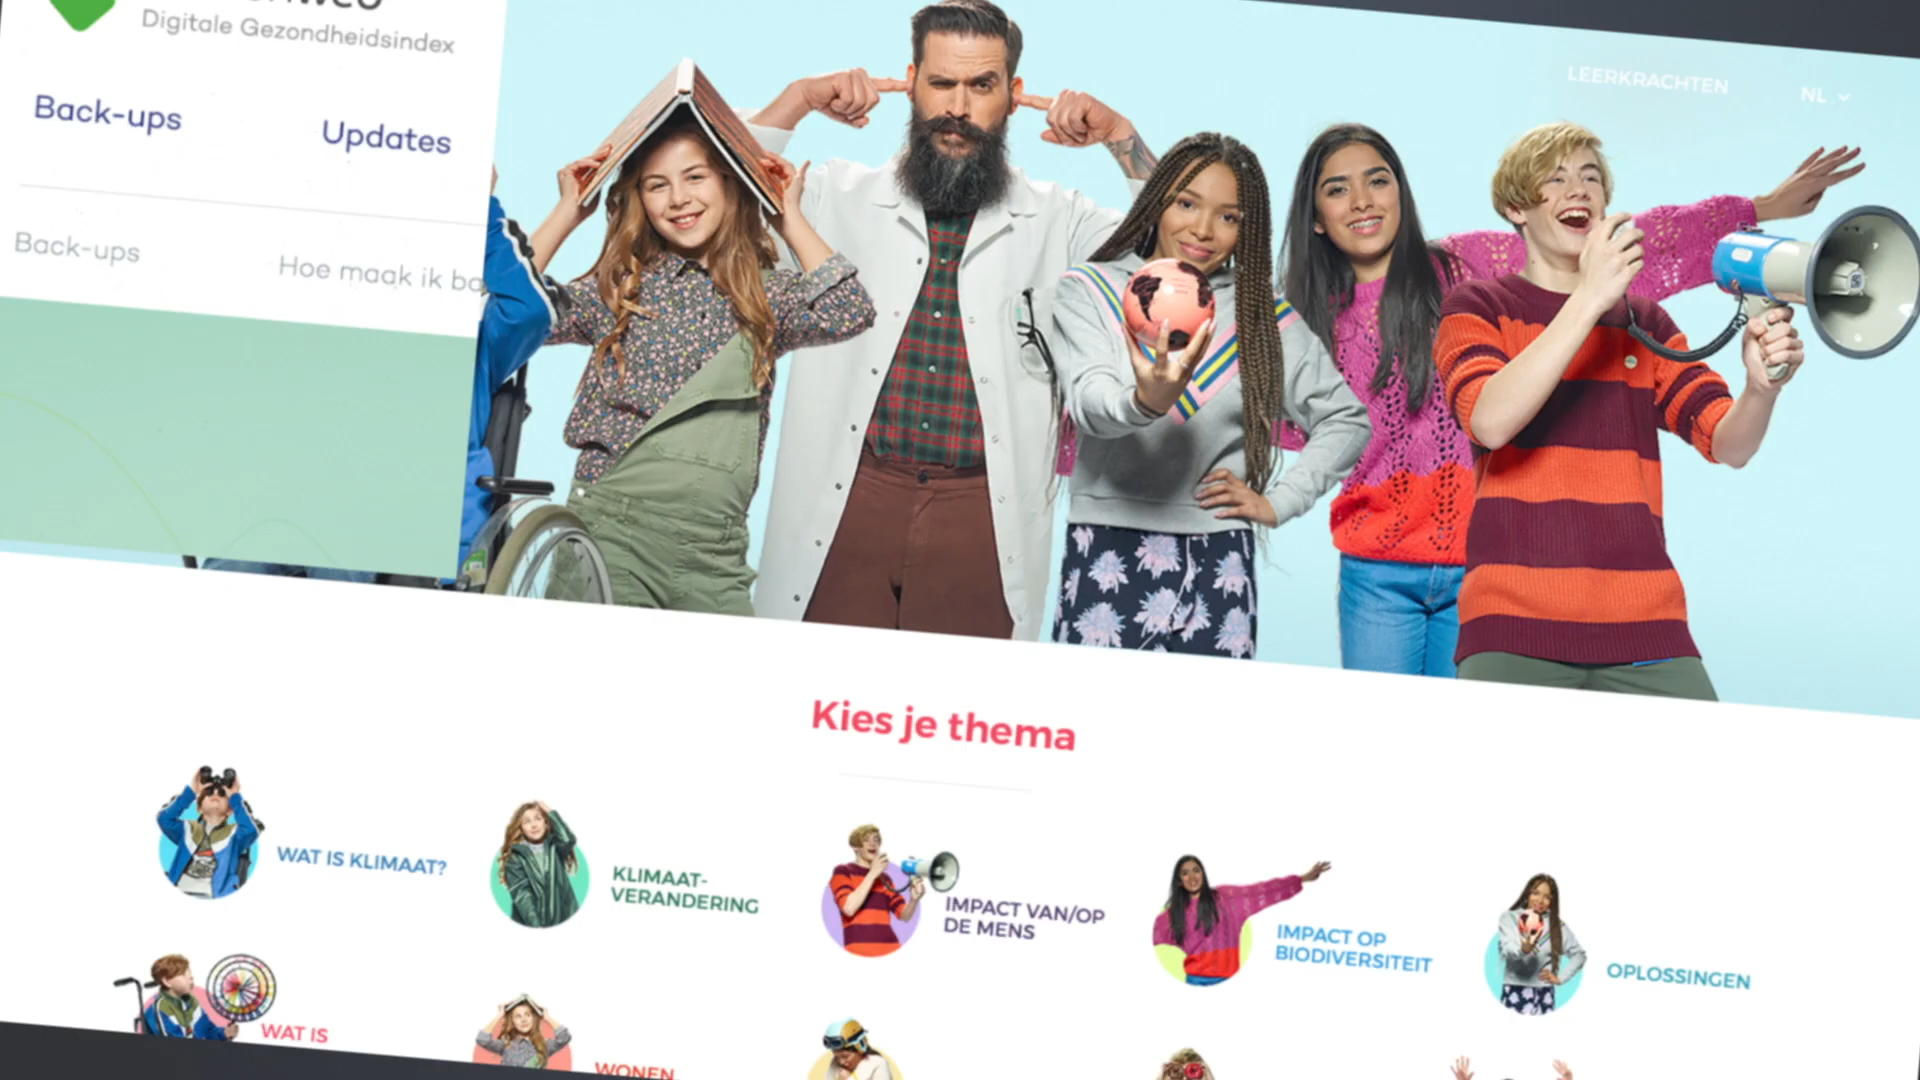 Digitale Gezondheidsindex
Back-ups
Updates
Back-ups
Hoe maak ik
LEERKRACHTEN
NL
Kies je thema
WAT IS KLIMAAT?
KLIMAAT-
VERANDERING
IMPACT VAN/OP
DE MENS
IMPACT OP
BIODIVERSITEIT
OPLOSSINGEN
WAT IS
WONEN